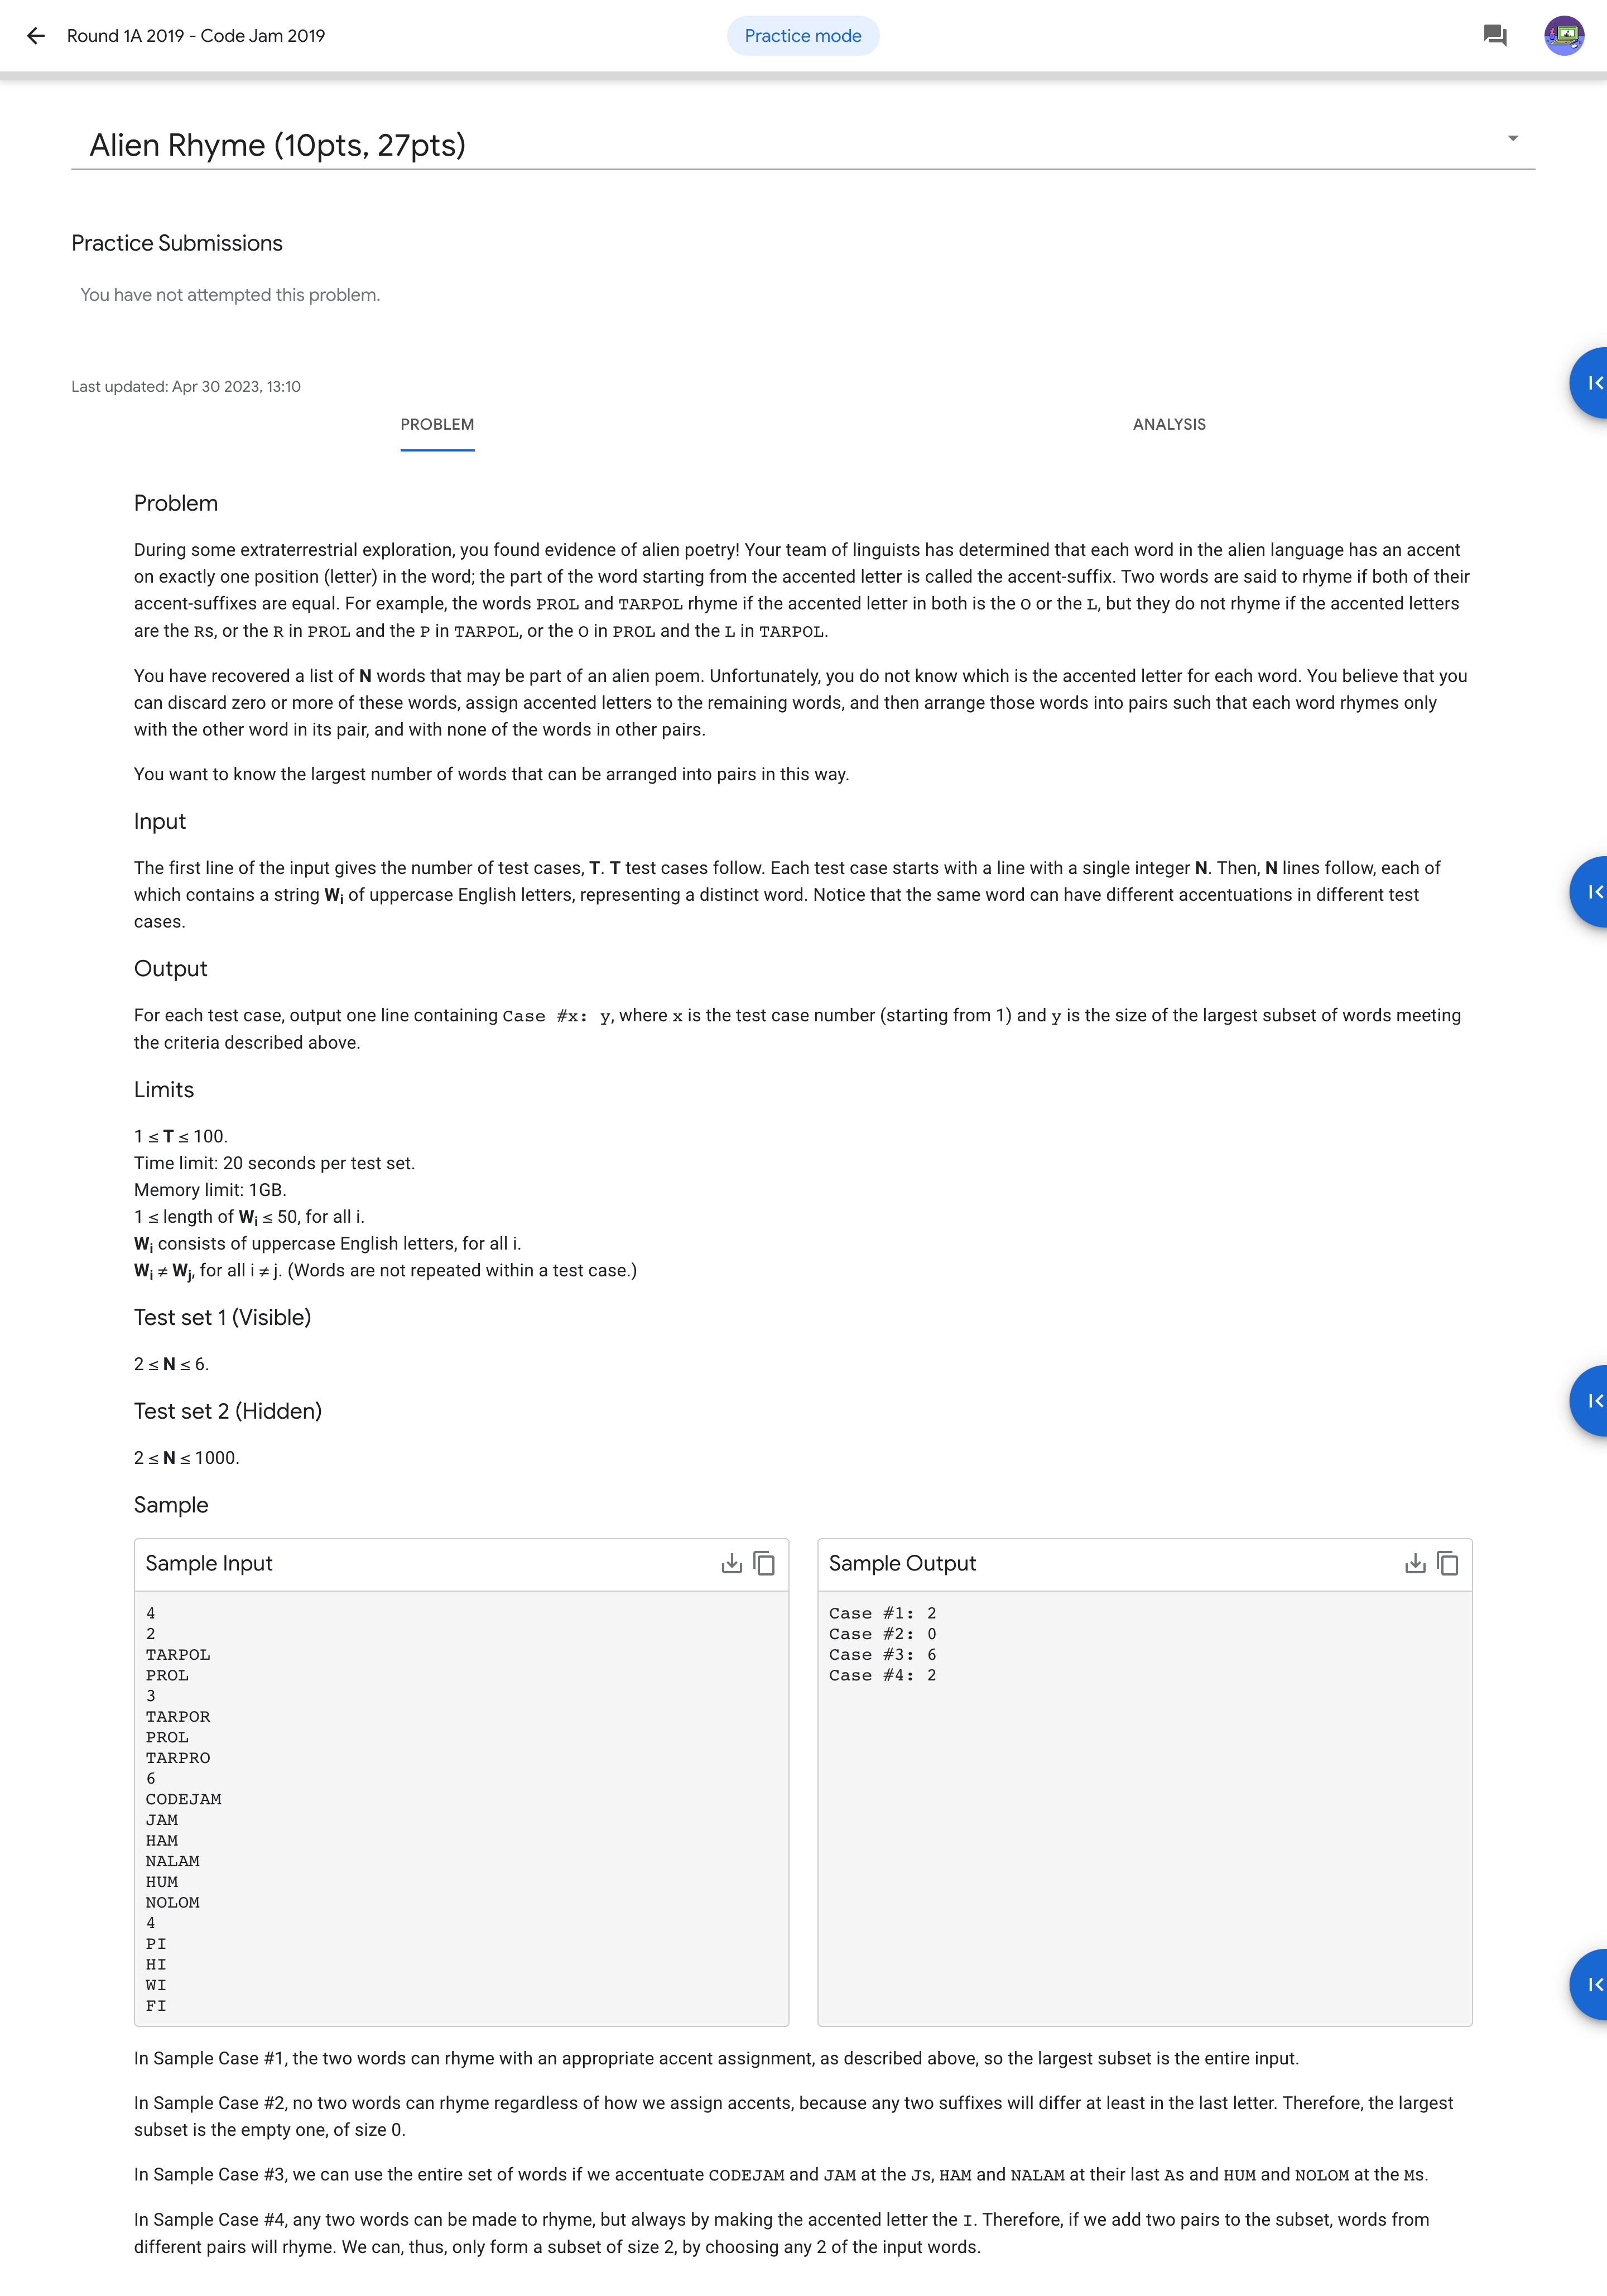 Round 1A 2019 - Code Jam 2019
Practice mode
Alien Rhyme (10pts, 27pts)
Practice Submissions
You have not attempted this problem.
Last updated: Apr 30 2023, 13:10
PROBLEM
ANALYSIS
Problem
During some extraterrestrial exploration, you found evidence of alien poetry! Your team of linguists has determined that each word in the alien language has an accent
on exactly one position (letter) in the word; the part of the word starting from the accented letter is called the accent-suffix. Two words are said to rhyme if both of their
accent-suffixes are equal. For example, the words PROL and TARPOL rhyme if the accented letter in both is the O or the L, but they do not rhyme if the accented letters
are the Rs, or the R in PROL and the P in TARPOL, or the O in PROL and the L in TARPOL.
You have recovered a list of N words that may be part of an alien poem. Unfortunately, you do not know which is the accented letter for each word. You believe that you
can discard zero or more of these words, assign accented letters to the remaining words, and then arrange those words into pairs such that each word rhymes only
with the other word in its pair, and with none of the words in other pairs.
You want to know the largest number of words that can be arranged into pairs in this way.
Input
The first line of the input gives the number of test cases, T. T test cases follow. Each test case starts with a line with a single integer N. Then, N lines follow, each of
which contains a string Wi of uppercase English letters, representing a distinct word. Notice that the same word can have different accentuations in different test
cases.
Output
For each test case, output one line containing Case #x: y, where x is the test case number (starting from 1) and y is the size of the largest subset of words meeting
the criteria described above.
Limits
1 ≤ T ≤ 100.
Time limit: 20 seconds per test set.
Memory limit: 1GB.
1 ≤ length of Wi ≤ 50, for all i.
Wi consists of uppercase English letters, for all i.
Wi ≠ Wj, for all i ≠ j. (Words are not repeated within a test case.)
Test set 1 (Visible)
2 ≤ N ≤ 6.
Test set 2 (Hidden)
2 ≤ N ≤ 1000.
Sample
Sample Input
4
2
TARPOL
PROL
3
TARPOR
PROL
TARPRO
6
CODEJAM
JAM
HAM
NALAM
HUM
NOLOM
4
PI
HI
WI
FI
Sample Output
Case #1: 2
Case #2: 0
Case #3: 6
Case #4: 2
In Sample Case #1, the two words can rhyme with an appropriate accent assignment, as described above, so the largest subset is the entire input.
In Sample Case #2, no two words can rhyme regardless of how we assign accents, because any two suffixes will differ at least in the last letter. Therefore, the largest
subset is the empty one, of size 0.
In Sample Case #3, we can use the entire set of words if we accentuate CODEJAM and JAM at the Js, HAM and NALAM at their last As and HUM and NOLOM at the Ms.
In Sample Case #4, any two words can be made to rhyme, but always by making the accented letter the I. Therefore, if we add two pairs to the subset, words from
different pairs will rhyme. We can, thus, only form a subset of size 2, by choosing any 2 of the input words.